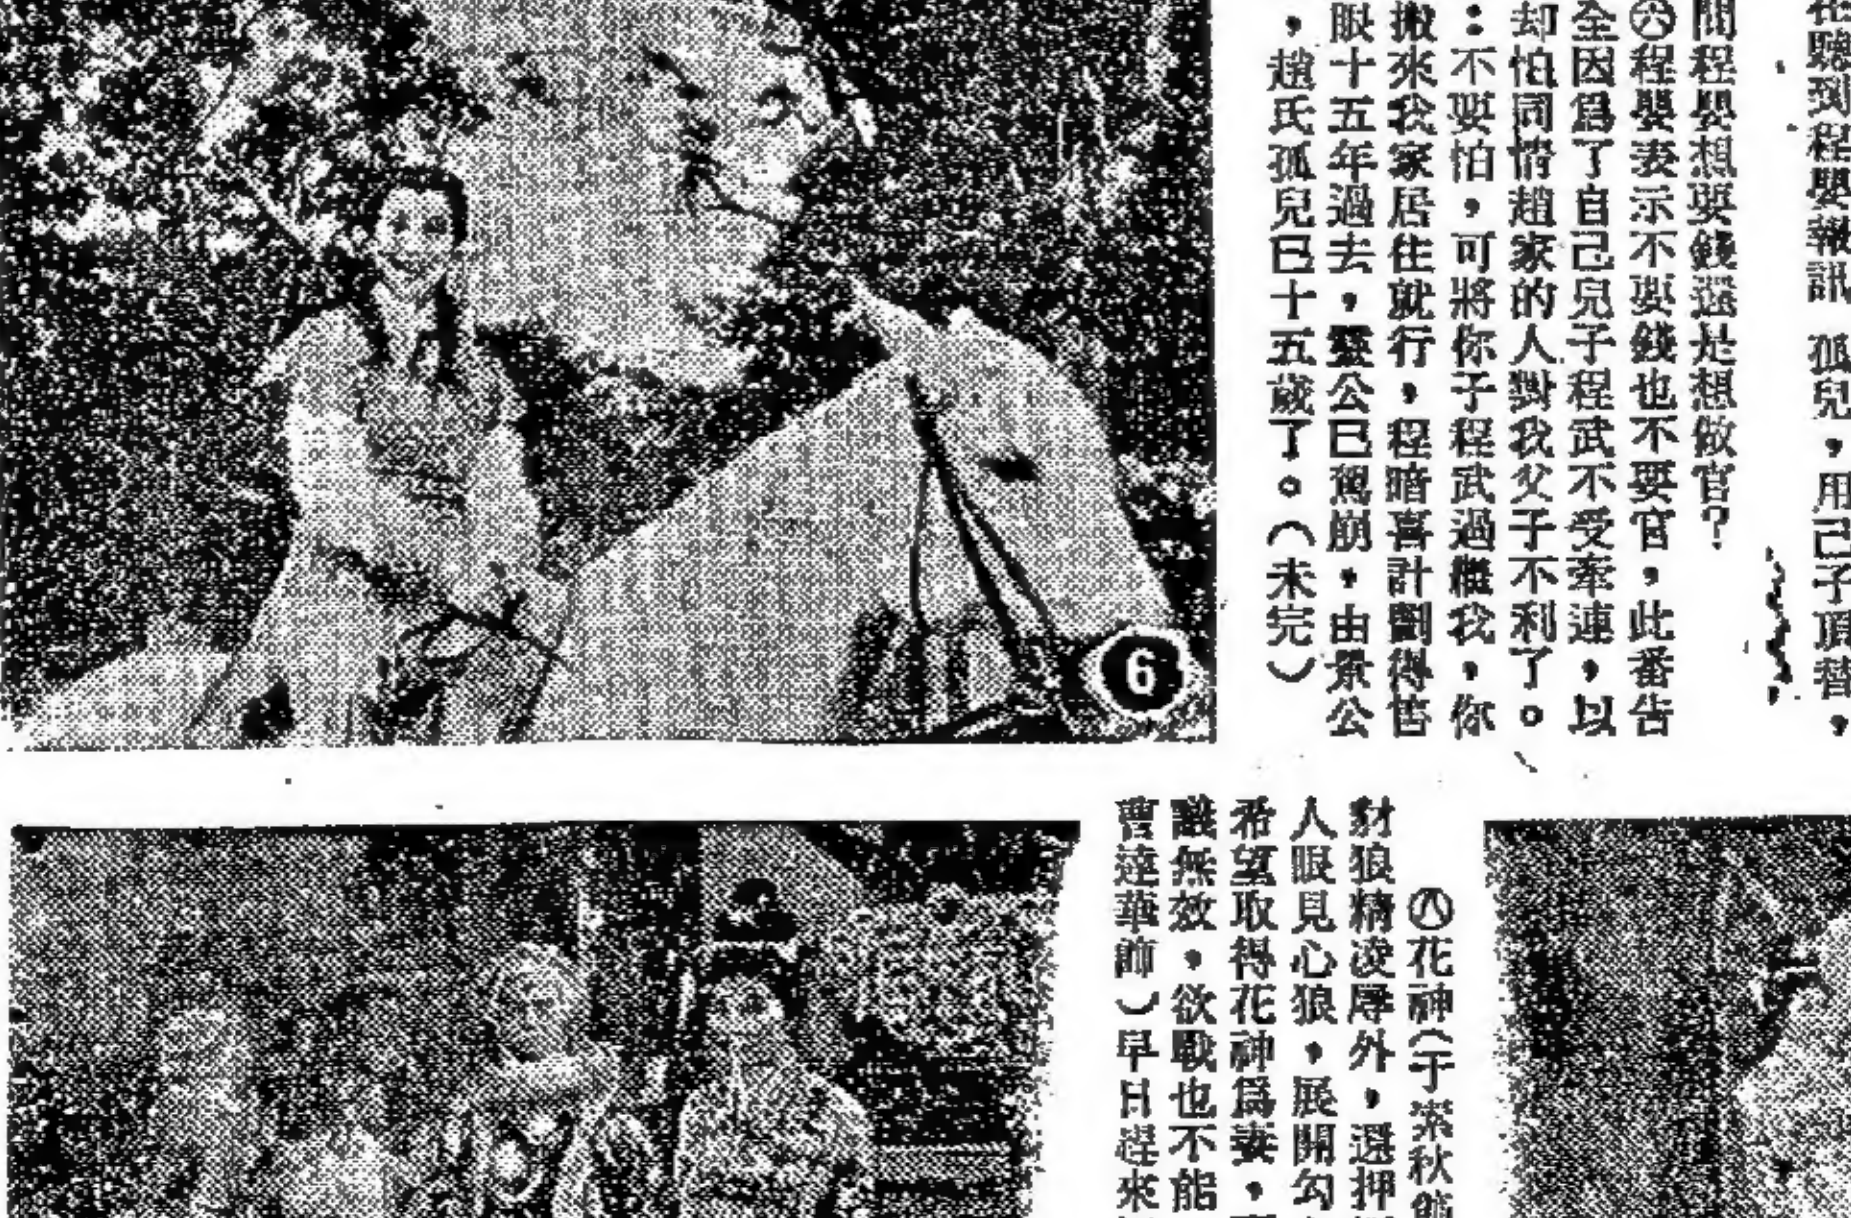 花聽到程嬰報訊 孤兒,用己子頂替,
問程嬰想要錢還是想做官?
㊅程嬰表示不要錢也不要官,此番告
全因爲了自己兒子程武不受牽連,以
却怕同情趙家的人對我父子不利了。
:不要怕,可將你子程武過繼我,你
搬來我家居住就行,程暗喜計劃得售
眼十五年過去,靈公已駕崩,由景公
,趙氏孤兒已十五歲了。(未完)
6
㊇花神(于素秋飾
豺狼精凌辱外,還押
人眼見心狼,展開勾
希望取得花神爲妻,
議無效,欲戰也不能
曹達華飾)早日趕來